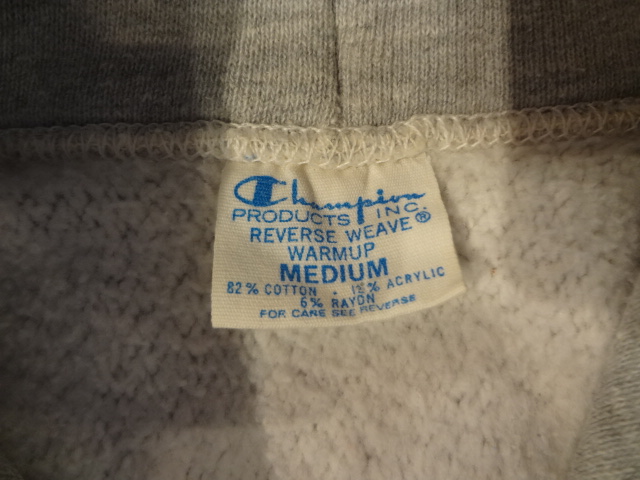 Champion
PRODUCTS INC.
REVERSE WEAVE ®
WARMUP
MEDIUM
82% COTTON . 12% ACRYLIC
6% RAYON
FOR CARE SEE REVERSE